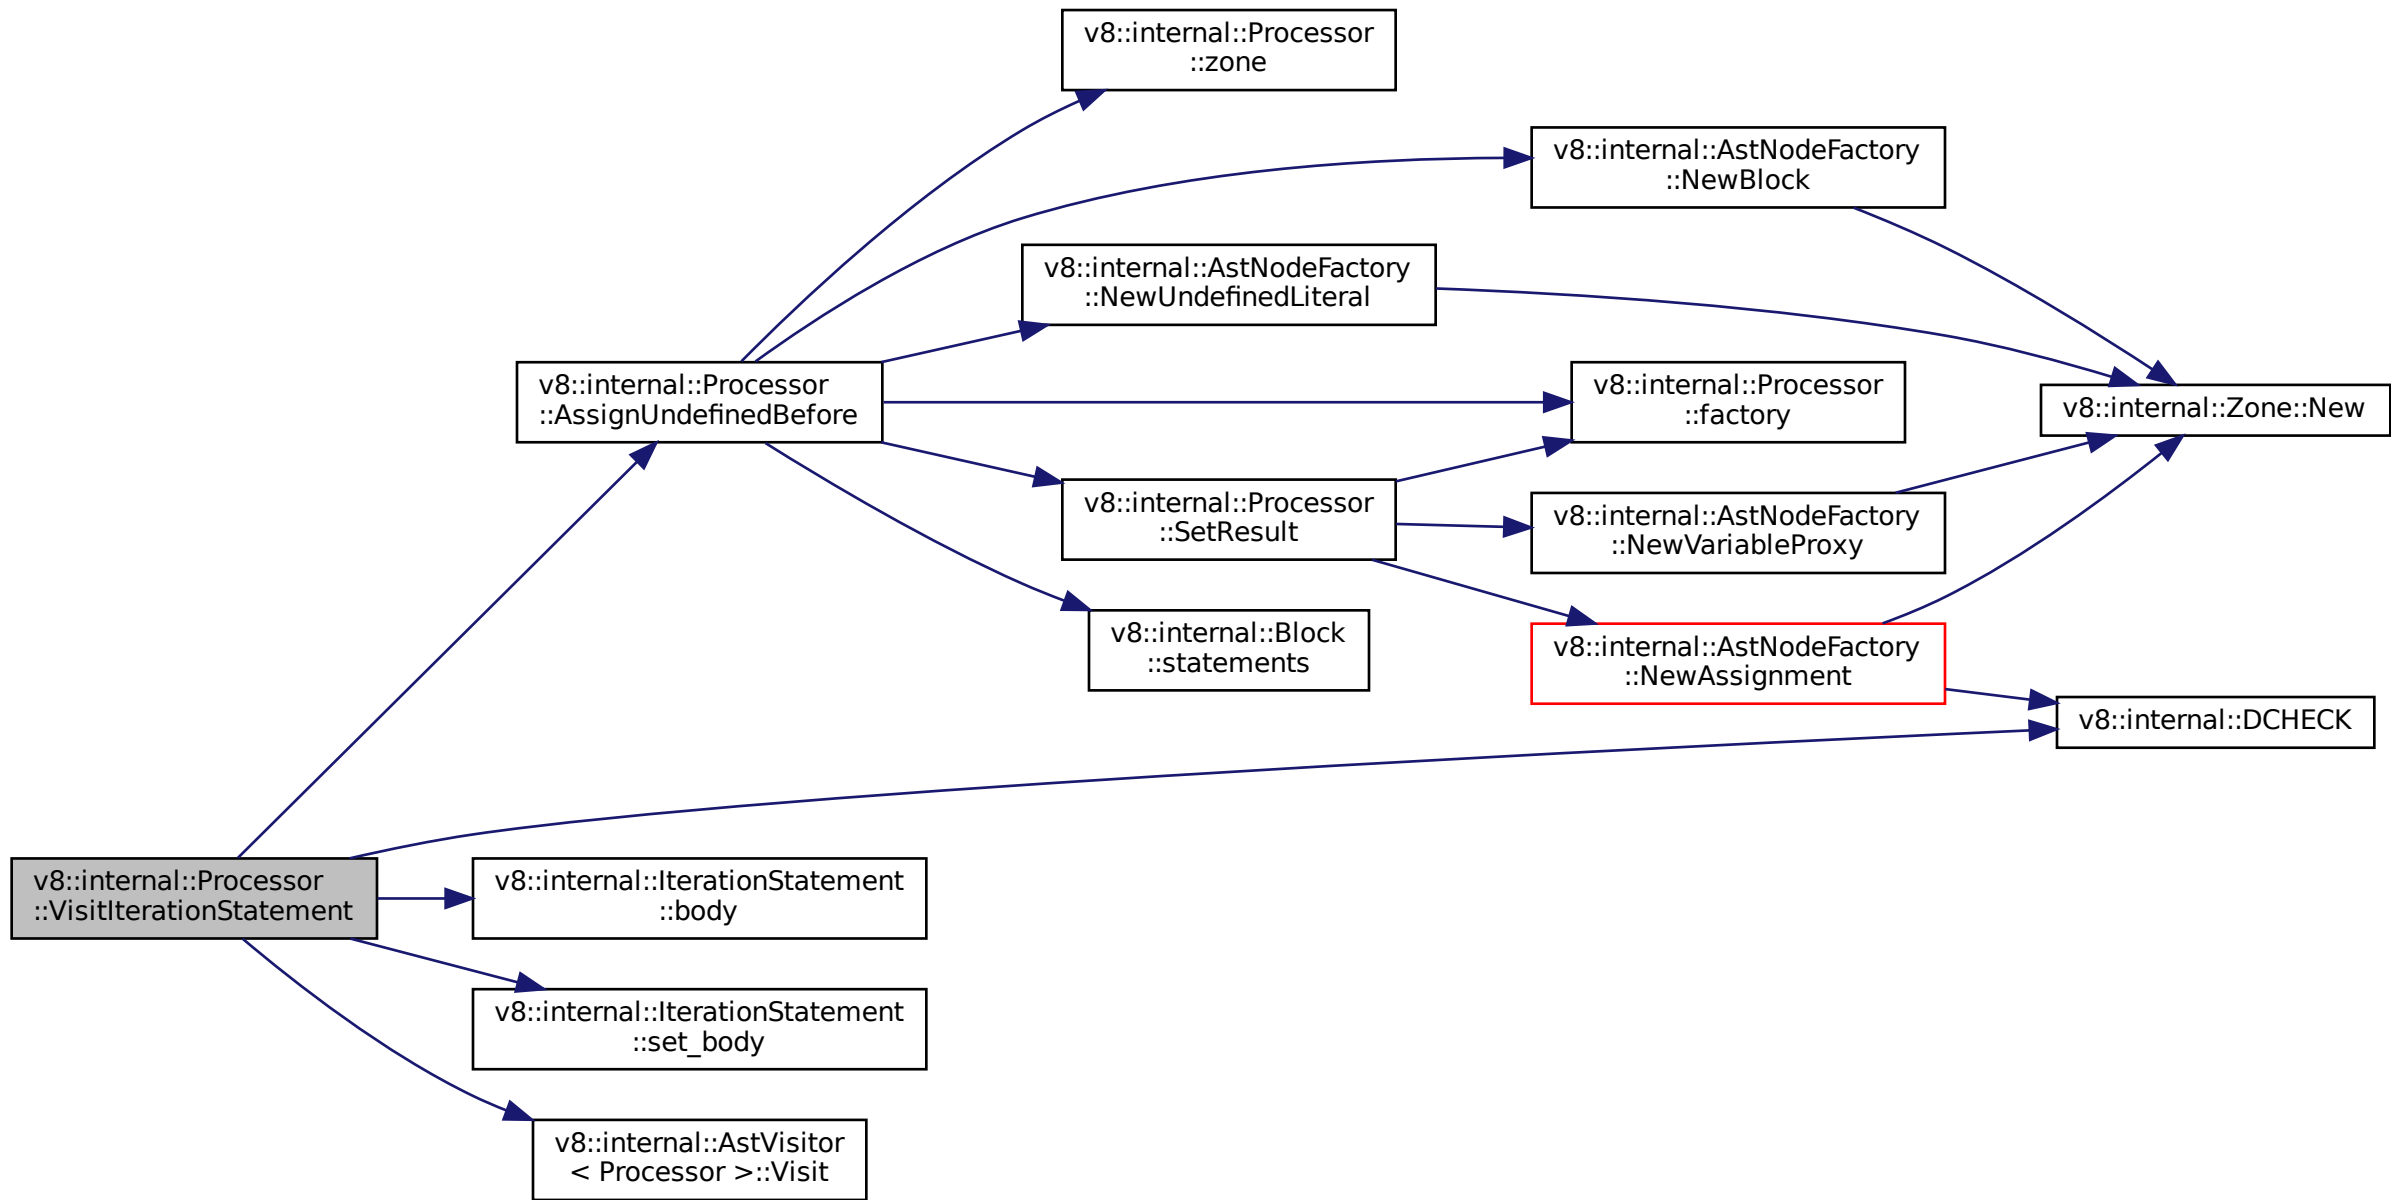 v8::internal::Processor
::zone
v8::internal::AstNodeFactory
::NewBlock
v8::internal::AstNodeFactory
::NewUndefinedLiteral
v8::internal::Processor
::AssignUndefinedBefore
v8::internal::Processor
::factory
v8::internal::Zone::New
v8::internal::Processor
::SetResult
v8::internal::AstNodeFactory
::NewVariableProxy
v8::internal::Block
::statements
v8::internal::AstNodeFactory
::NewAssignment
v8::internal::DCHECK
v8::internal::Processor
::VisitIterationStatement
v8::internal::IterationStatement
::body
v8::internal::IterationStatement
::set_body
v8::internal::AstVisitor
< Processor >::Visit